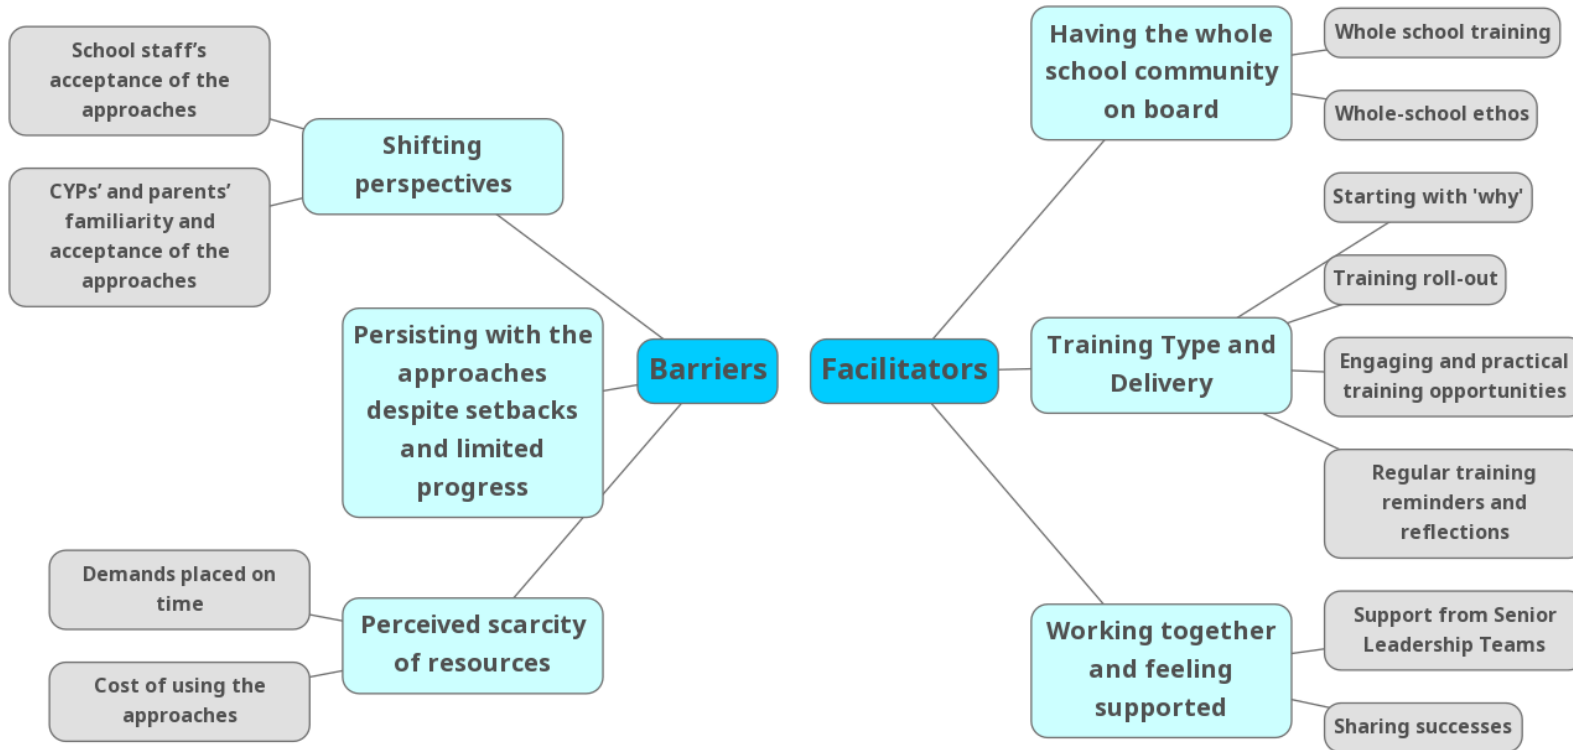 School staff’s
acceptance of the
approaches
CYPs’ and parents’
familiarity and
acceptance of the
approaches
Shifting
perspectives
Persisting with the
approaches
despite setbacks
and limited
progress
Demands placed on
time
Cost of using the
approaches
Perceived scarcity
of resources
Barriers
Facilitators
Having the whole
school community
on board
Whole school training
Whole-school ethos
Training Type and
Delivery
Starting with 'why'
Training roll-out
Engaging and practical
training opportunities
Regular training
reminders and
reflections
Working together
and feeling
supported
Support from Senior
Leadership Teams
Sharing successes